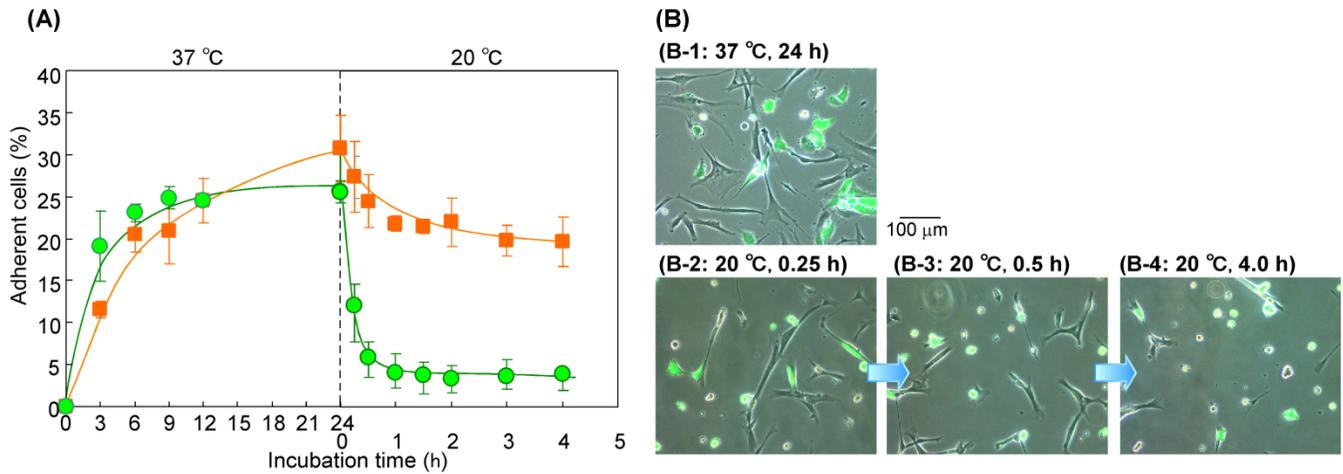 (A)
37 °C
20 °C
Adherent cells (%)
40
35
30
25
20
15
10
5
0
0 3 6 9 12 15 18 21 24
0 1 2 3 4 5
Incubation time (h)
(B)
(B-1: 37 °C, 24 h)
100 μm
(B-2: 20 °C, 0.25 h)
(B-3: 20 °C, 0.5 h)
(B-4: 20 °C, 4.0 h)